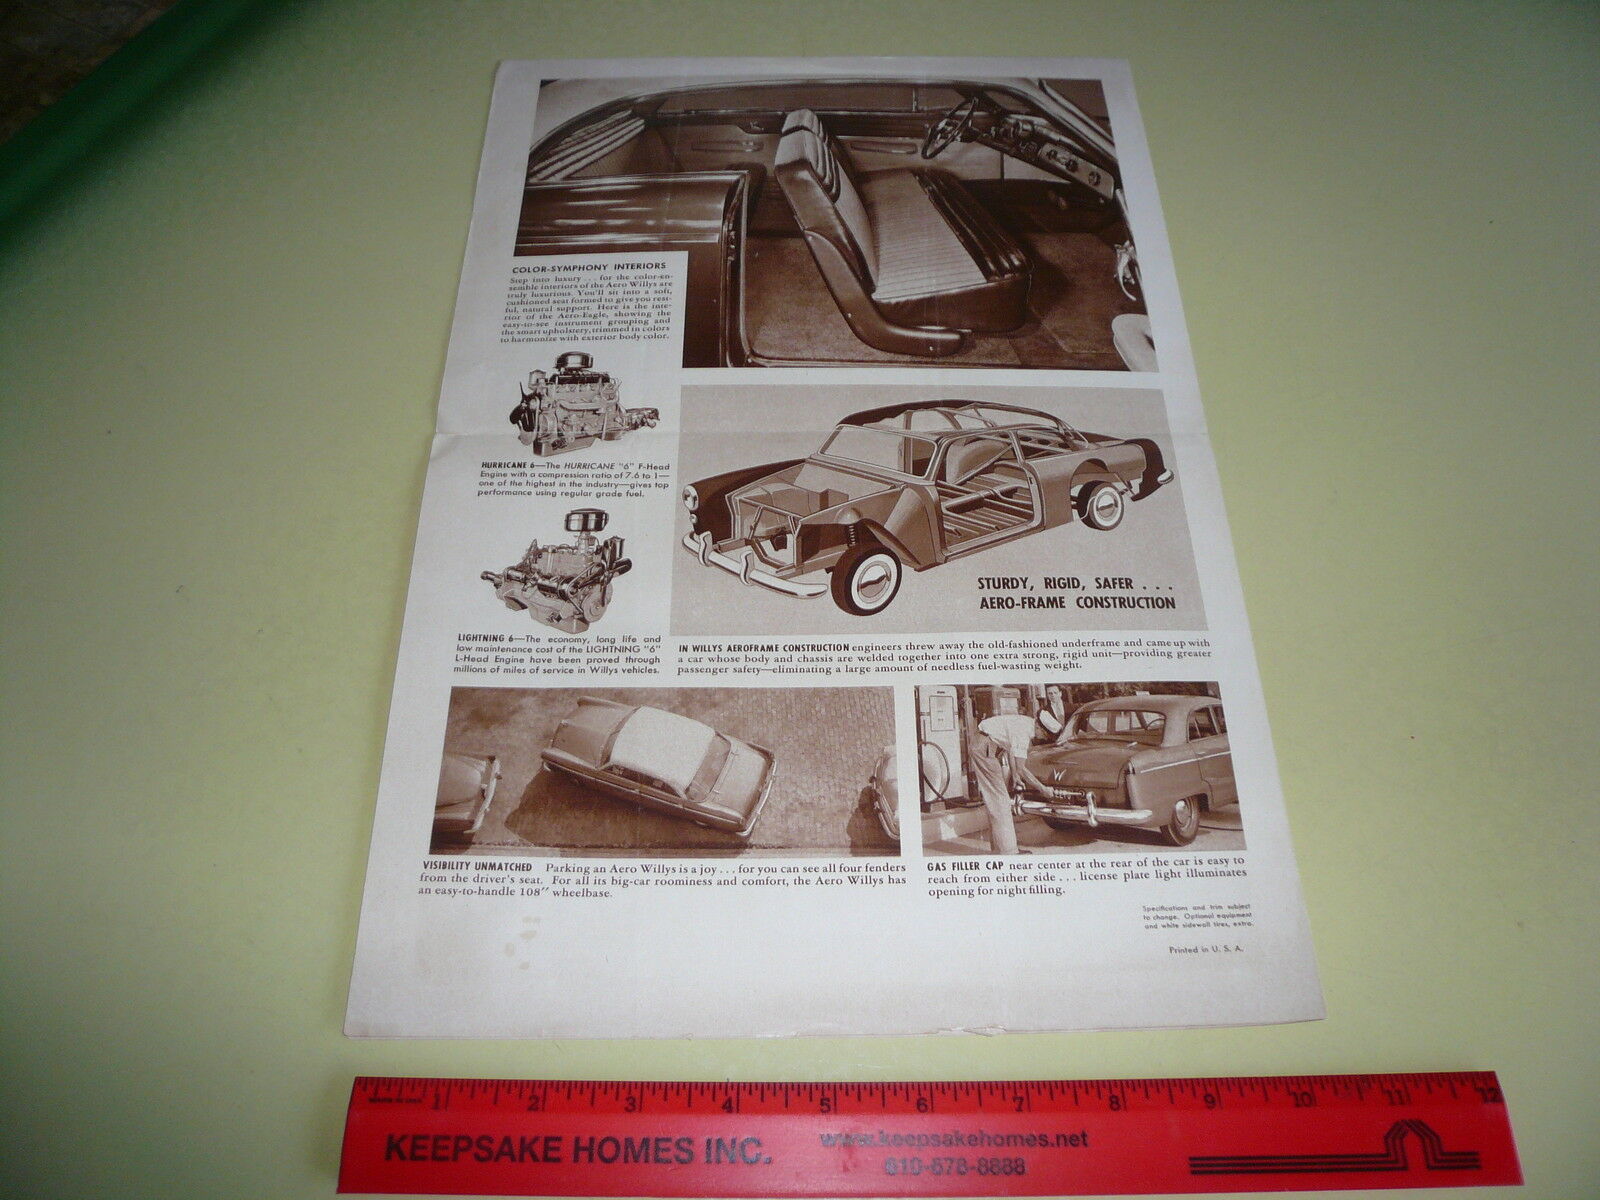 COLOR-SYMPHONY INTERIORS
Step into luxury . . . for the color-en-
semble interiors of the Aero Willys are
truly luxurious. You'll sit into a soft,
cushioned seat formed to give you rest-
ful, natural support. Here is the inte-
rior of the Aero-Eagle, showing the
easy-to-see instrument grouping and
the smart upholstery, trimmed in colors
to harmonize with exterior body color.
HURRICANE 6—The HURRICANE "6" F-Head
Engine with a compression ratio of 7.6 to 1—
one of the highest in the industry—gives top
performance using regular grade fuel.
LIGHTNING 6—The economy, long life and
low maintenance cost of the LIGHTNING "6"
L-Head Engine have been proved through
millions of miles of service in Willys vehicles.
STURDY, RIGID, SAFER . . .
AERO-FRAME CONSTRUCTION
IN WILLYS AEROFRAME CONSTRUCTION engineers threw away the old-fashioned underframe and came up with
a car whose body and chassis are welded together into one extra strong, rigid unit—providing greater
passenger safety—eliminating a large amount of needless fuel-wasting weight.
W
VISIBILITY UNMATCHED Parking an Aero Willys is a joy . . . for you can see all four fenders
from the driver's seat. For all its big-car roominess and comfort, the Aero Willys has
an easy-to-handle 108" wheelbase.
GAS FILLER CAP near center at the rear of the car is easy to
reach from either side . . . license plate light illuminates
opening for night filling.
Specifications and trim subject
to change. Optional equipment
and white sidewall tires, extra.
Printed in U. S. A.
1 2 3 4 5 6 7 8 9 10 11 12
KEEPSAKE HOMES INC.
www.keepsakehomes.net
610-578-8888